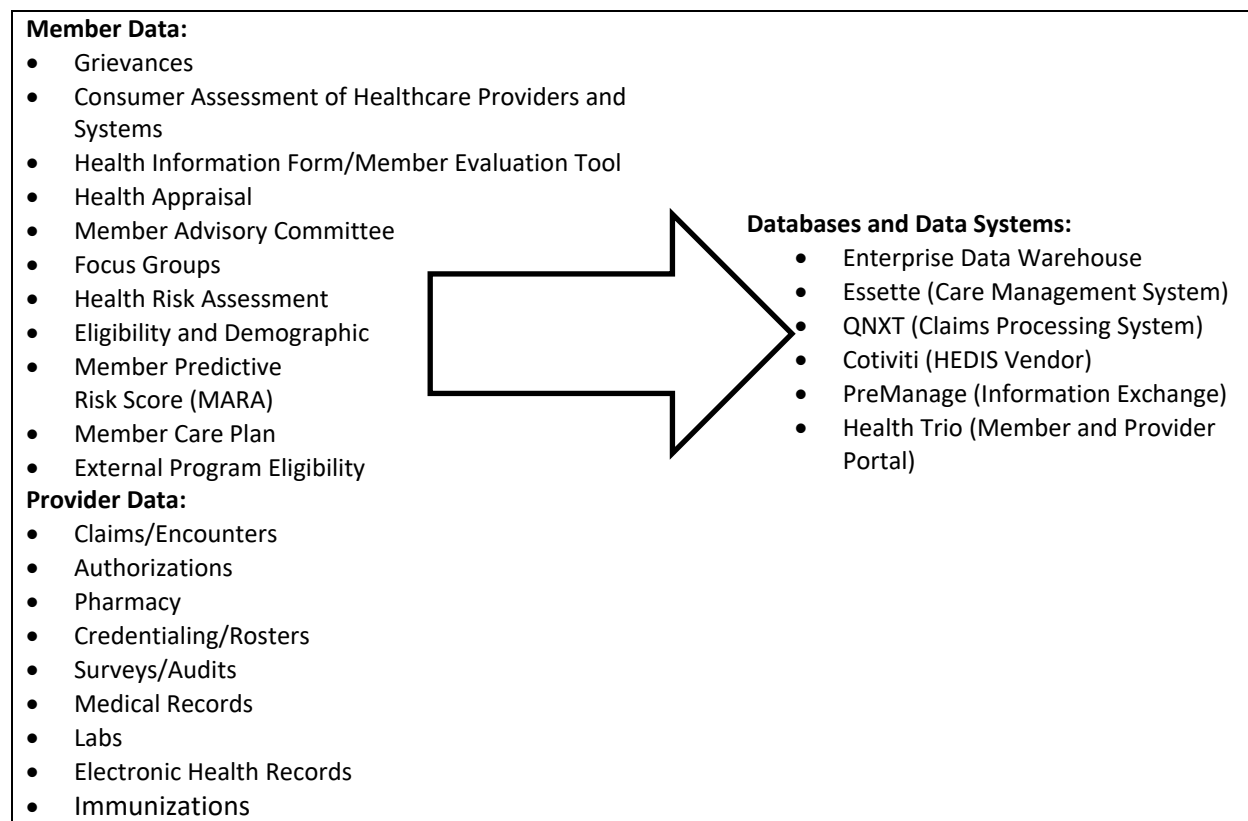 Member Data:
• Grievances
• Consumer Assessment of Healthcare Providers and
Systems
• Health Information Form/Member Evaluation Tool
• Health Appraisal
• Member Advisory Committee
• Focus Groups
• Health Risk Assessment
• Eligibility and Demographic
• Member Predictive
Risk Score (MARA)
• Member Care Plan
• External Program Eligibility
Provider Data:
• Claims/Encounters
• Authorizations
• Pharmacy
• Credentialing/Rosters
• Surveys/Audits
• Medical Records
• Labs
• Electronic Health Records
• Immunizations
Databases and Data Systems:
• Enterprise Data Warehouse
• Essette (Care Management System)
• QNXT (Claims Processing System)
• Cotiviti (HEDIS Vendor)
• PreManage (Information Exchange)
• Health Trio (Member and Provider
Portal)